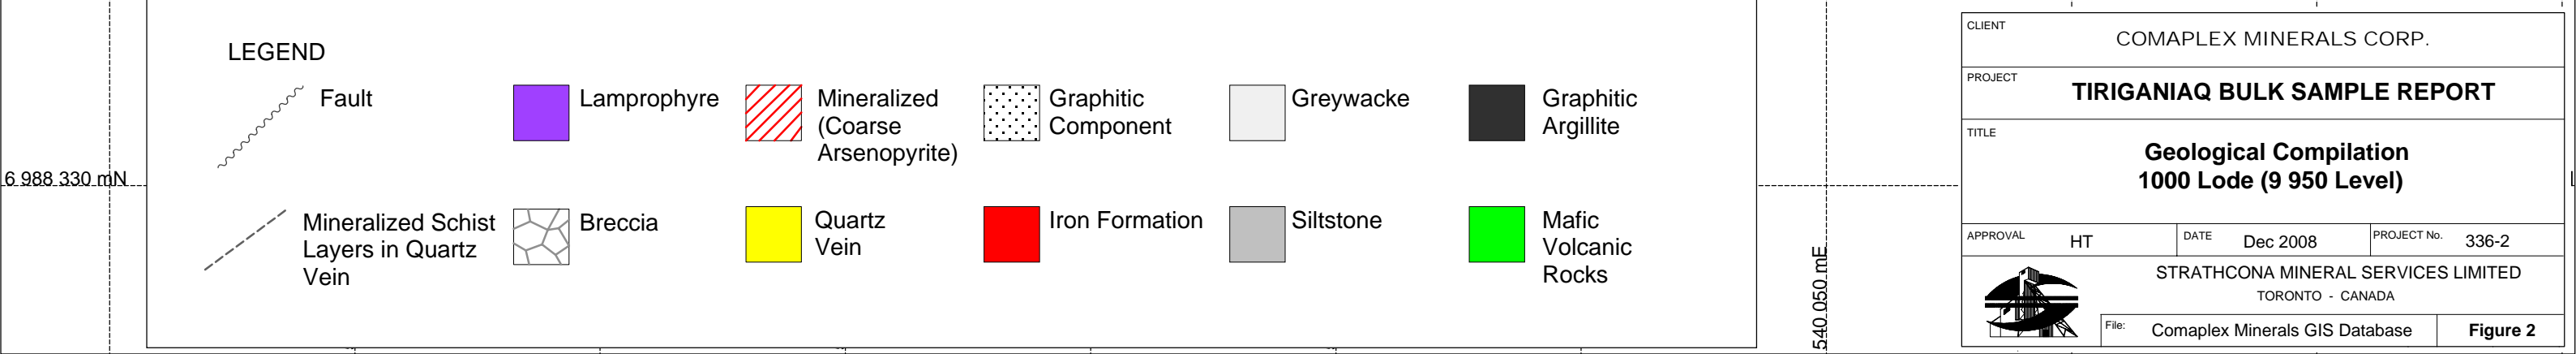 6 988 330 mN
LEGEND
Fault
Lamprophyre
Mineralized
(Coarse
Arsenopyrite)
Graphitic
Component
Greywacke
Graphitic
Argillite
Mineralized Schist
Layers in Quartz
Vein
Breccia
Quartz
Vein
Iron Formation
Siltstone
Mafic
Volcanic
Rocks
540 050 mE
CLIENT
COMAPLEX MINERALS CORP.
PROJECT
TIRIGANIAQ BULK SAMPLE REPORT
TITLE
Geological Compilation
1000 Lode (9 950 Level)
APPROVAL HT DATE Dec 2008 PROJECT No. 336-2
STRATHCONA MINERAL SERVICES LIMITED
TORONTO - CANADA
File: Comaplex Minerals GIS Database Figure 2